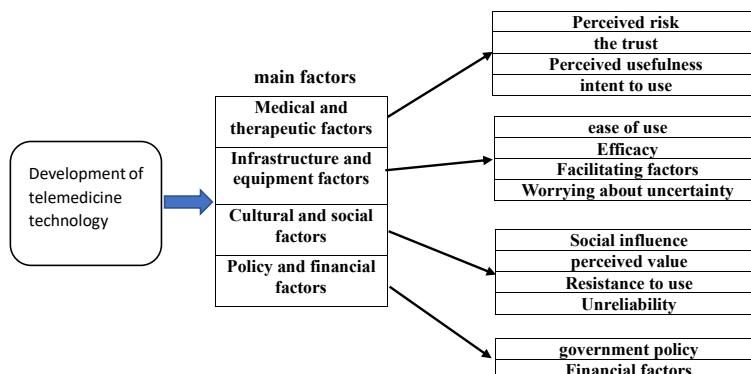 Development of
telemedicine
technology
main factors
Medical and
therapeutic factors
Infrastructure and
equipment factors
Cultural and social
factors
Policy and financial
factors
Perceived risk
the trust
Perceived usefulness
intent to use
ease of use
Efficacy
Facilitating factors
Worrying about uncertainty
Social influence
perceived value
Resistance to use
Unreliability
government policy
Financial factors